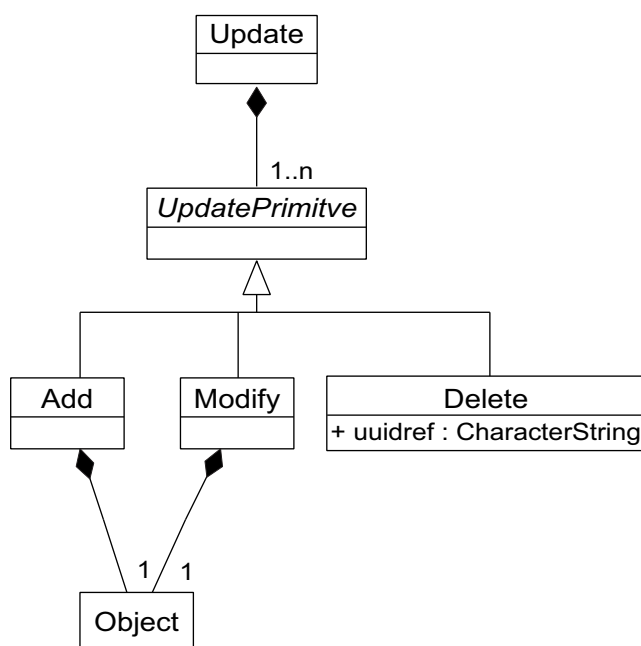 Update
1..n
UpdatePrimitve
Add
Modify
Delete
+ uuidref : CharacterString
1
1
Object